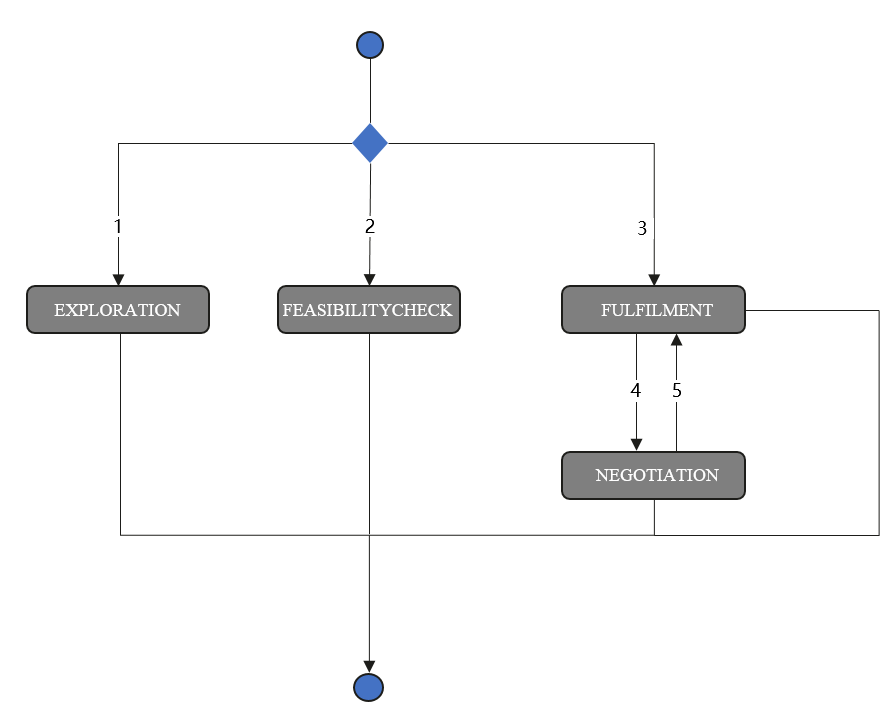 1
2
3
EXPLORATION
FEASIBILITYCHECK
FULFILMENT
4
5
NEGOTIATION